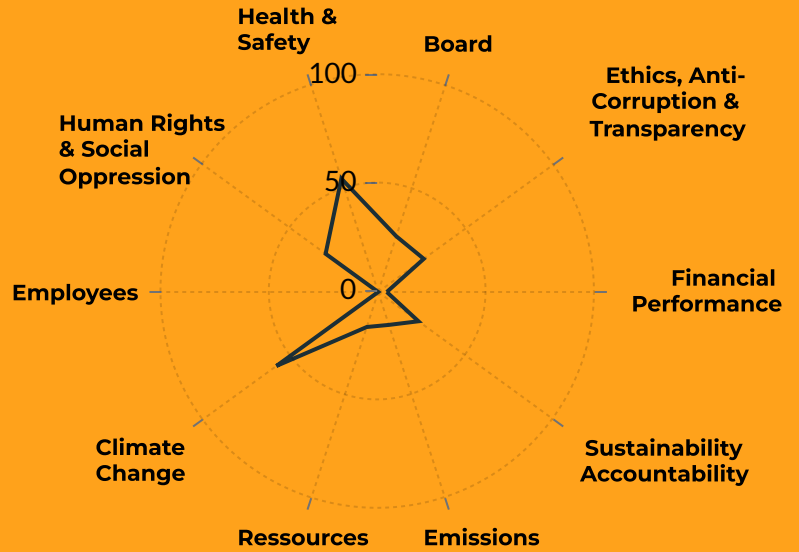 Health &
Safety
Board
100
Ethics, Anti-
Corruption &
Transparency
Human Rights
& Social
Oppression
50
Employees
0
Financial
Performance
Climate
Change
Sustainability
Accountability
Ressources
Emissions